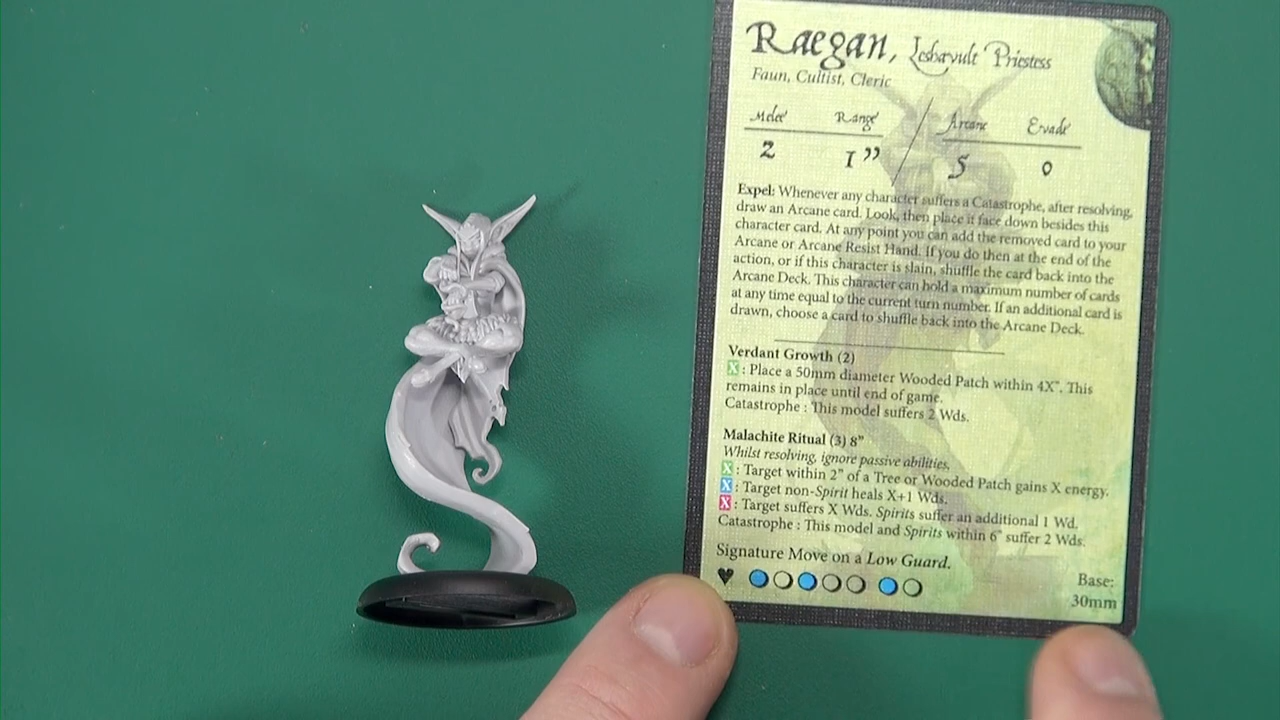 Raegan, Leshavult Priestess
Faun, Cultist, Cleric
Melee Range Arcane Evade
2 1” 5 0
Expel: Whenever any character suffers a Catastrophe, after resolving,
draw an Arcane card. Look, then place it face down besides this
character card. At any point you can add the removed card to your
Arcane or Arcane Resist Hand. If you do then at the end of the
action, or if this character is slain, shuffle the card back into the
Arcane Deck. This character can hold a maximum number of cards
at any time equal to the current turn number. If an additional card is
drawn, choose a card to shuffle back into the Arcane Deck.
Verdant Growth (2)
X : Place a 50mm diameter Wooded Patch within 4X”. This
remains in place until end of game.
Catastrophe : This model suffers 2 Wds.
Malachite Ritual (3) 8”
Whilst resolving, ignore passive abilities.
X : Target within 2” of a Tree or Wooded Patch gains X energy.
X : Target non-Spirit heals X+1 Wds.
X : Target suffers X Wds. Spirits suffer an additional 1 Wd.
Catastrophe : This model and Spirits within 6” suffer 2 Wds.
Signature Move on a Low Guard.
Base:
30mm